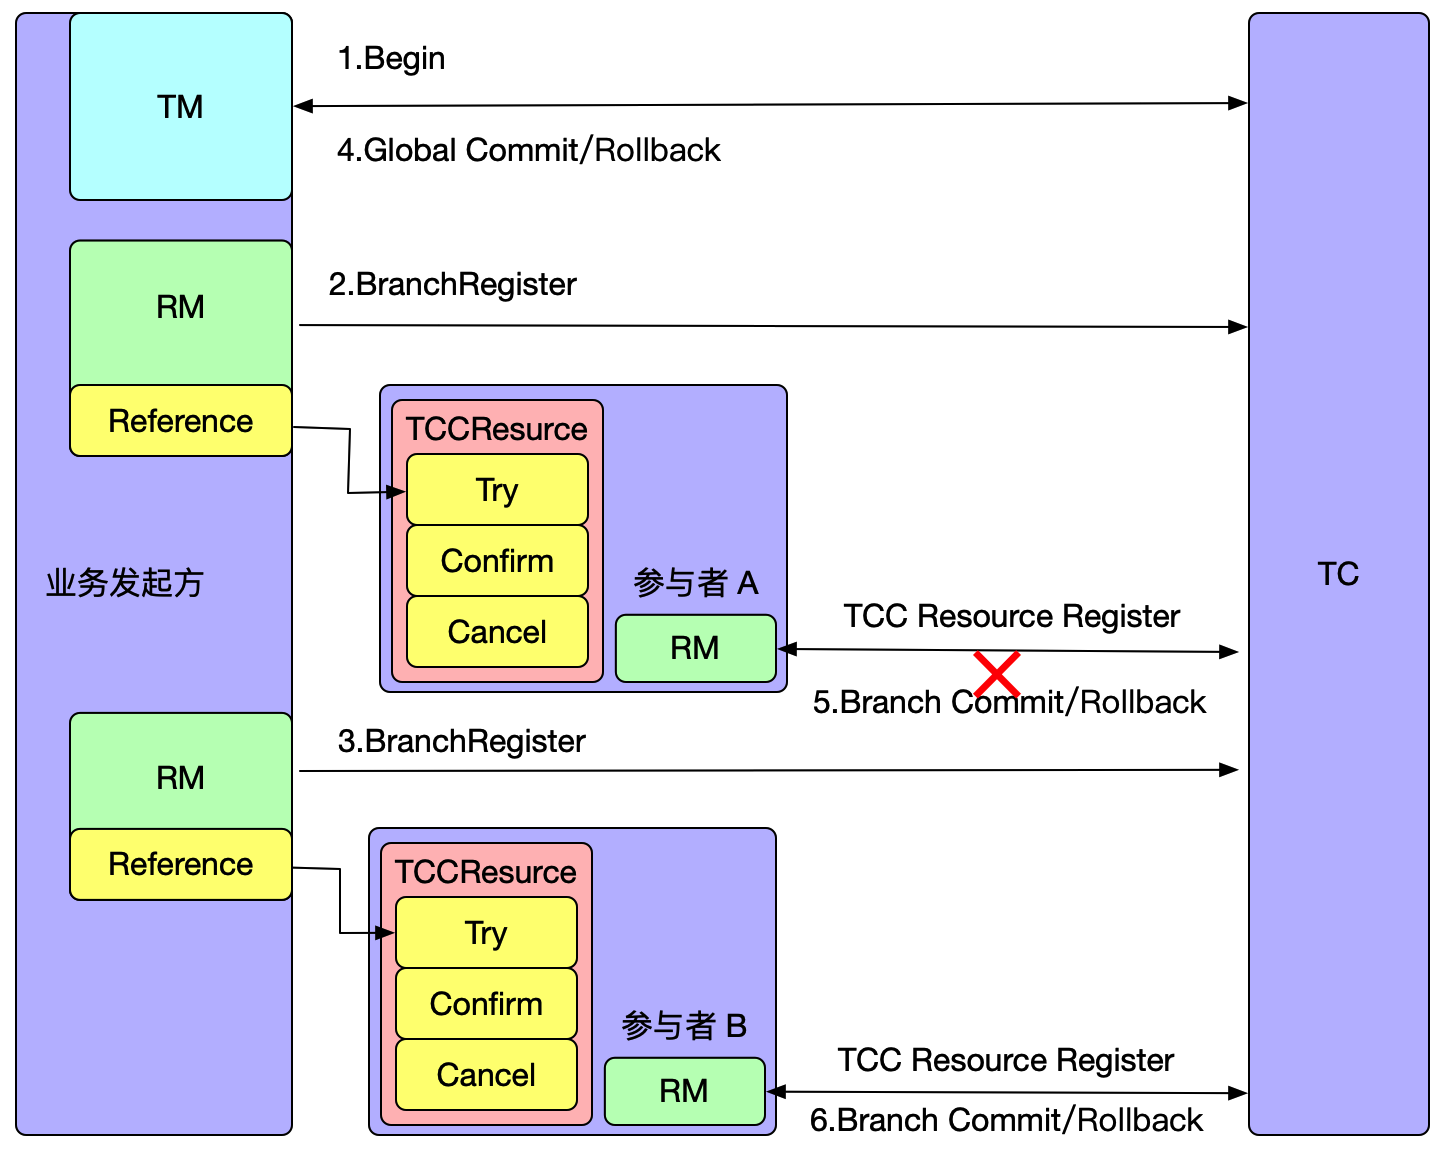 TM
1.Begin
4.Global Commit/Rollback
RM
2.BranchRegister
Reference
TCCResurce
Try
Confirm
Cancel
参与者 A
RM
业务发起方
TC
TCC Resource Register
5.Branch Commit/Rollback
RM
3.BranchRegister
Reference
TCCResurce
Try
Confirm
Cancel
参与者 B
RM
TCC Resource Register
6.Branch Commit/Rollback